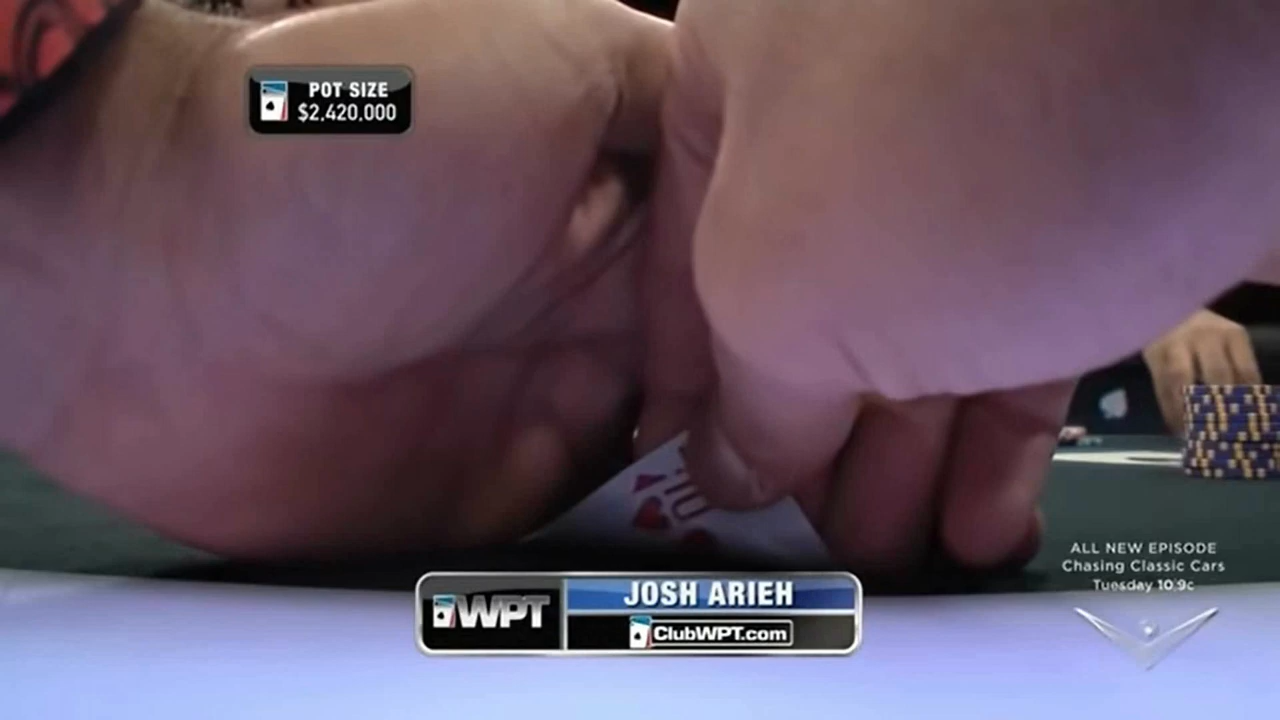 POT SIZE
$2,420,000
10
ALL NEW EPISODE
Chasing Classic Cars
Tuesday 10 9c
WPT
JOSH ARIEH
ClubWPT.com